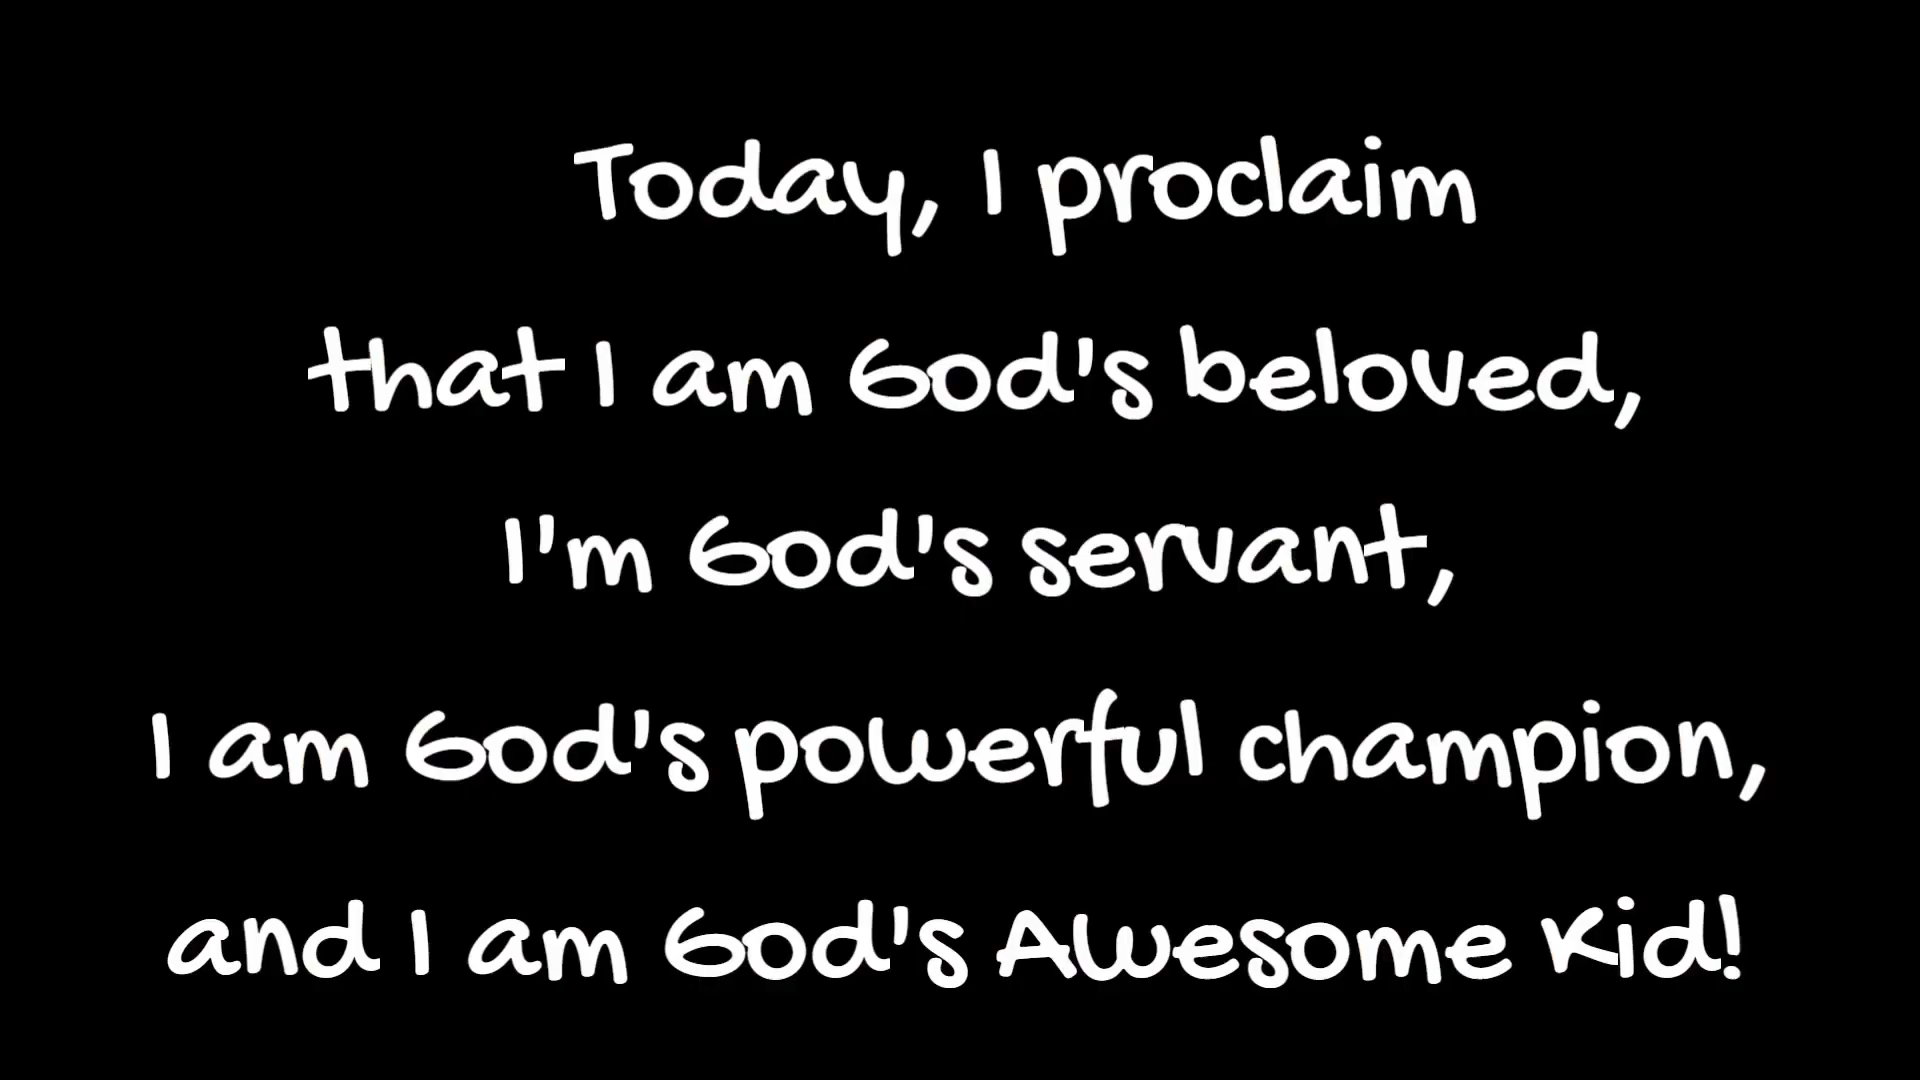 Today, I proclaim
that I am God's beloved,
I'm God's servant,
I am God's powerful champion,
and I am God's Awesome Kid!